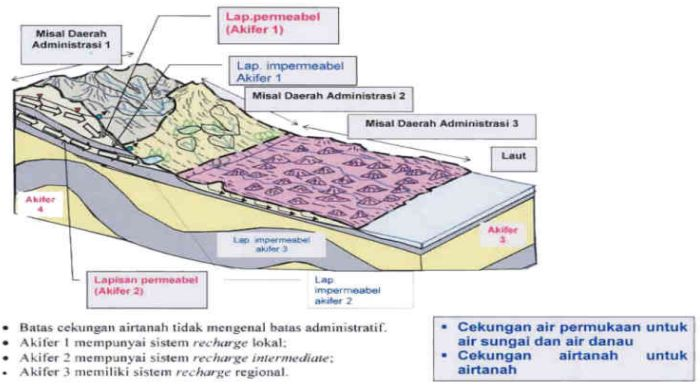 Misal Daerah
Administrasi 1
Lap.permeabel
(Akifer 1)
Lap. impermeabel
Akifer 1
Misal Daerah Administrasi 2
Misal Daerah Administrasi 3
Laut
Akifer
4
Akifer
3
Lap. impermeabel
akifer 3
Lapisan permeabel
(Akifer 2)
Lap
impermeabel
akifer 2
• Batas cekungan airtanah tidak mengenal batas administratif.
• Akifer 1 mempunyai sistem recharge lokal;
• Akifer 2 mempunyai sistem recharge intermediate;
• Akifer 3 memiliki sistem recharge regional.
▪ Cekungan air permukaan untuk
air sungai dan air danau
▪ Cekungan airtanah untuk
airtanah